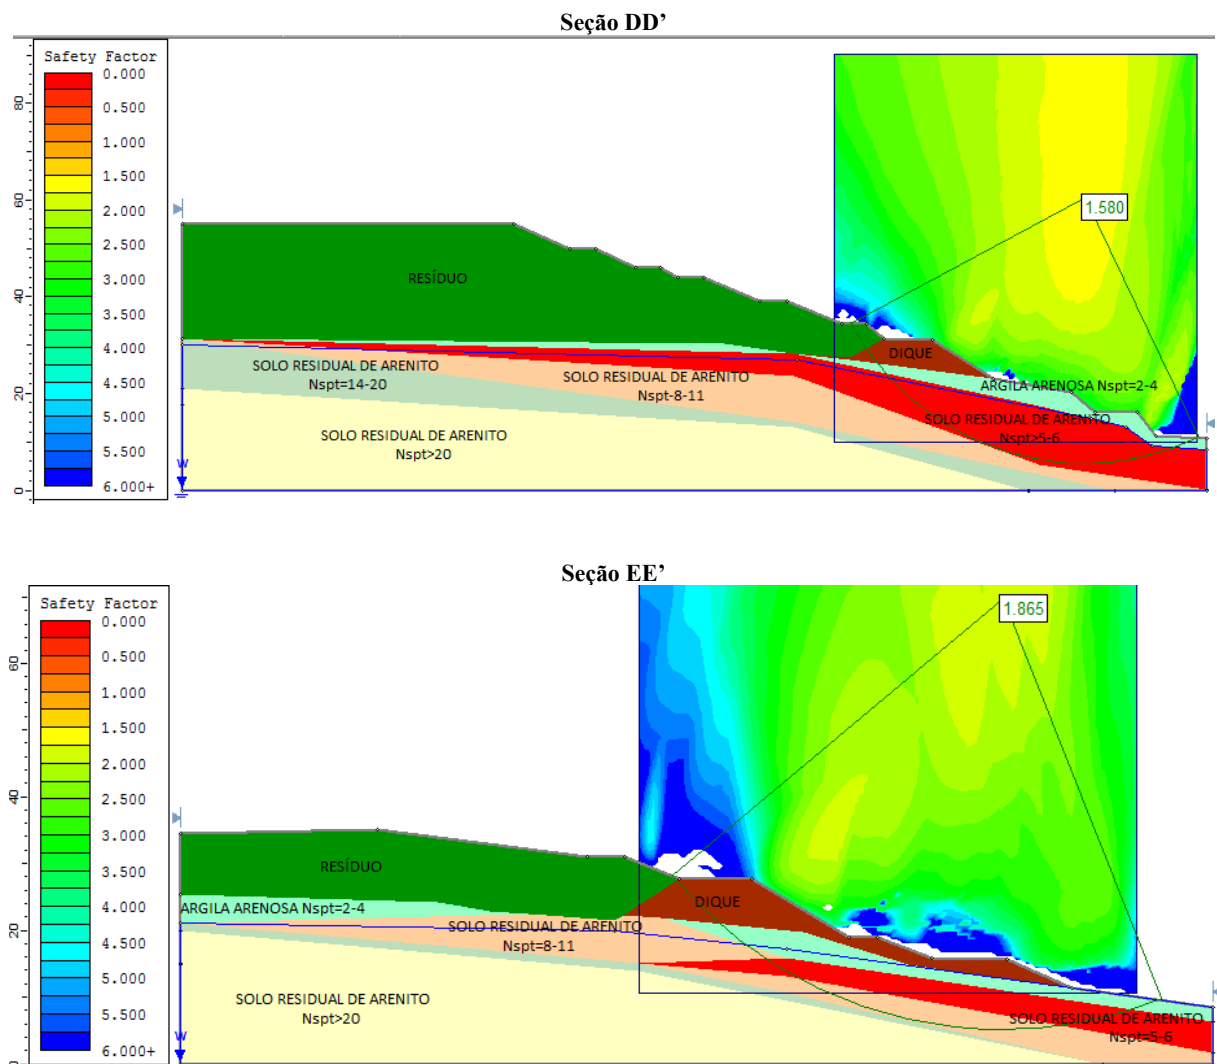 Seção DD’
Safety Factor
0.000
0.500
1.000
1.500
2.000
2.500
3.000
3.500
4.000
4.500
5.000
5.500
6.000+
80
60
40
20
0
1.580
RESÍDUO
DIQUE
SOLO RESIDUAL DE ARENITO
Nspt=14-20
SOLO RESIDUAL DE ARENITO
Nspt-8-11
ARGILA ARENOSA Nspt=2-4
SOLO RESIDUAL DE ARENITO
Nspt>5-6
SOLO RESIDUAL DE ARENITO
Nspt>20
W
Seção EE’
Safety Factor
0.000
0.500
1.000
1.500
2.000
2.500
3.000
3.500
4.000
4.500
5.000
5.500
6.000+
60
40
20
0
1.865
RESÍDUO
DIQUE
ARGILA ARENOSA Nspt=2-4
SOLO RESIDUAL DE ARENITO
Nspt=8-11
SOLO RESIDUAL DE ARENITO
Nspt>20
SOLO RESIDUAL DE ARENITO
Nspt=5-6
W